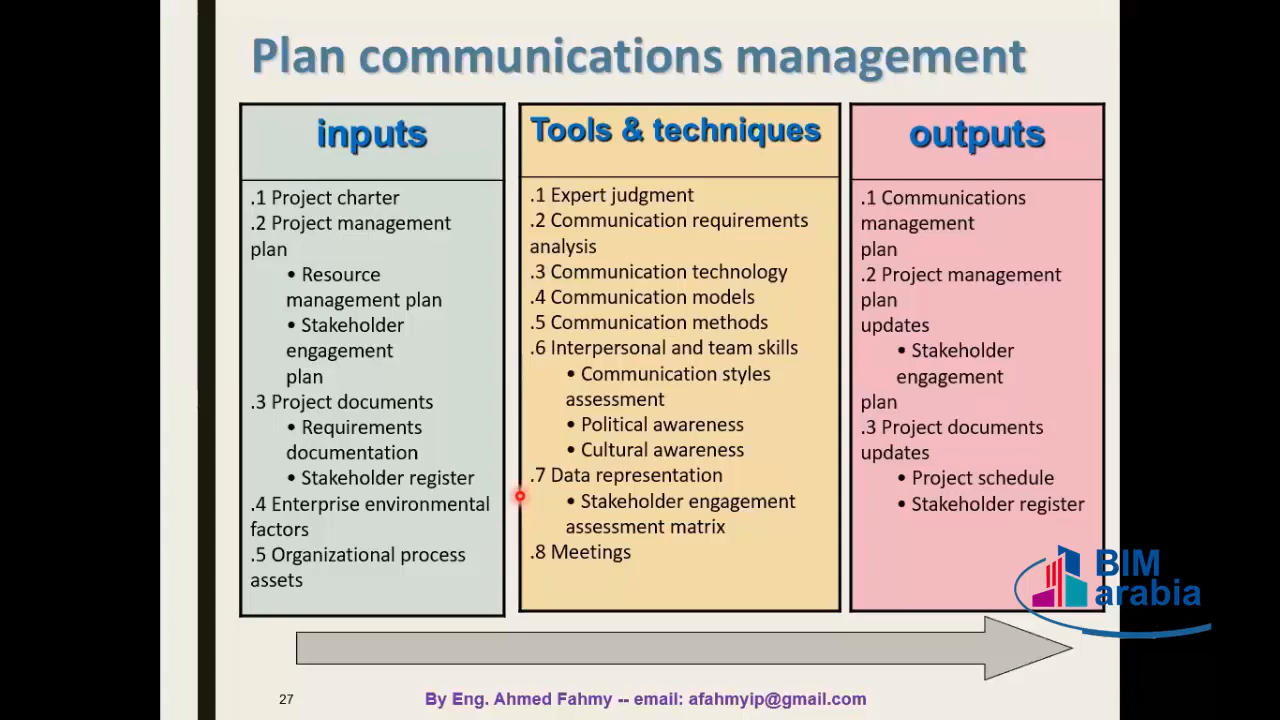 Plan communications management
inputs
.1 Project charter
.2 Project management
plan
• Resource
management plan
• Stakeholder
engagement
plan
.3 Project documents
• Requirements
documentation
• Stakeholder register
.4 Enterprise environmental
factors
.5 Organizational process
assets
Tools & techniques
.1 Expert judgment
.2 Communication requirements
analysis
.3 Communication technology
.4 Communication models
.5 Communication methods
.6 Interpersonal and team skills
• Communication styles
assessment
• Political awareness
• Cultural awareness
.7 Data representation
• Stakeholder engagement
assessment matrix
.8 Meetings
outputs
.1 Communications
management
plan
.2 Project management
plan
updates
• Stakeholder
engagement
plan
.3 Project documents
updates
• Project schedule
• Stakeholder register
BIM
arabia
27
By Eng. Ahmed Fahmy -- email: afahmyip@gmail.com